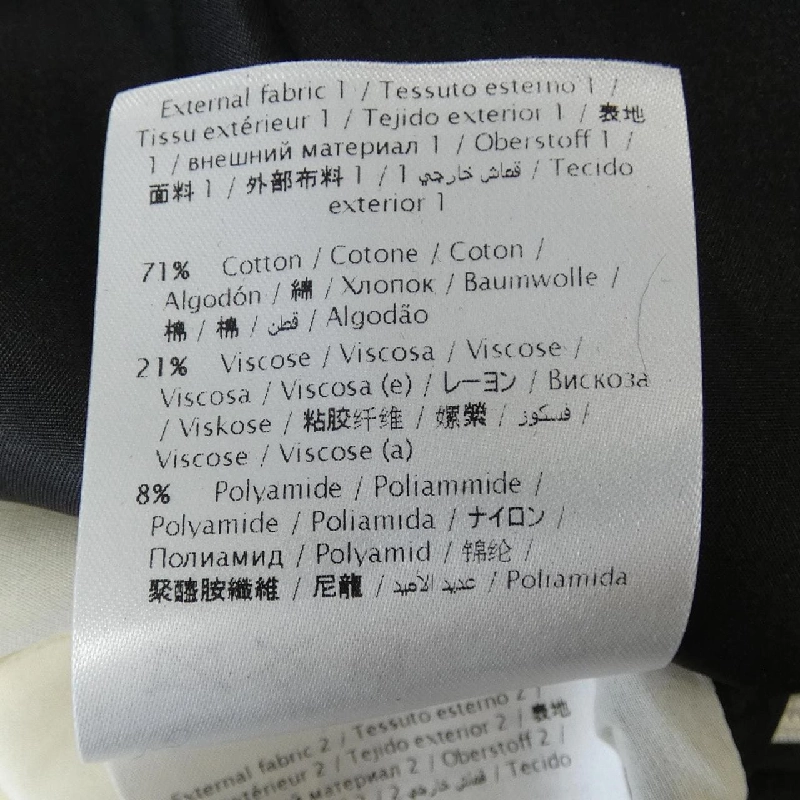 External fabric 1 / Tessuto esterno 1 /
Tissu extérieur 1 / Tejido exterior 1 / 表地
1 / внешний материал 1 / Oberstoff 1 /
面料 1 / 外部布料 1 / قماش خارجي 1 / Tecido
exterior 1
71% Cotton / Cotone / Coton /
Algodón / 綿 / Хлопок / Baumwolle /
棉 / 棉 / قطن / Algodão
21% Viscose / Viscosa / Viscose /
Viscosa / Viscosa (e) / レーヨン / Вискоза
/ Viskose / 粘胶纤维 / 嫘縈 / فسكوز /
Viscose / Viscose (a)
8% Polyamide / Poliammide /
Polyamide / Poliamida / ナイロン /
Полиамид / Polyamid / 锦纶 /
聚醯胺纖維 / 尼龍 / عديد الأميد / Poliamida
External fabric 2 / Tessuto esterno 2 /
extérieur 2 / Tejido exterior 2 / 表地
материал 2 / Oberstoff 2 /
2 / قماش خارجي 2 / Tecido